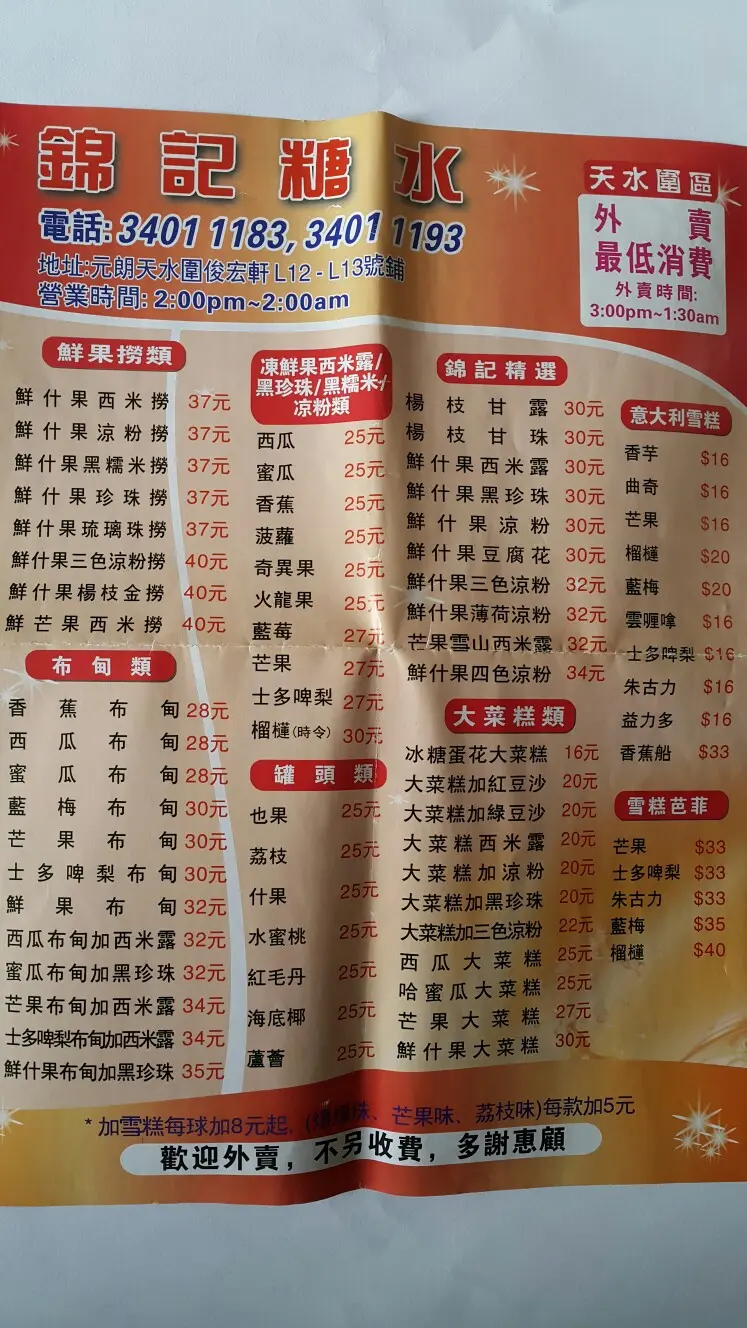 錦記糖水
電話: 3401 1183, 3401 1193
地址:元朗天水圍俊宏軒L12-L13號鋪
營業時間: 2:00pm~2:00am
天水圍區
外賣
最低消費
外賣時間:
3:00pm~1:30am
鮮果撈類
鮮什果西米撈 37元
鮮什果涼粉撈 37元
鮮什果黑糯米撈 37元
鮮什果珍珠撈 37元
鮮什果琉璃珠撈 37元
鮮什果三色涼粉撈 40元
鮮什果楊枝金撈 40元
鮮芒果西米撈 40元
布甸類
香蕉布甸 28元
西瓜布甸 28元
蜜瓜布甸 28元
藍梅布甸 30元
芒果布甸 30元
士多啤梨布甸 30元
鮮果布甸 32元
西瓜布甸加西米露 32元
蜜瓜布甸加黑珍珠 32元
芒果布甸加西米露 34元
士多啤梨布甸加西米露 34元
鮮什果布甸加黑珍珠 35元
凍鮮果西米露/
黑珍珠/黑糯米/
涼粉類
西瓜 25元
蜜瓜 25元
香蕉 25元
菠蘿 25元
奇異果 25元
火龍果 25元
藍莓 27元
芒果 27元
士多啤梨 27元
榴槤(時令) 30元
罐頭類
也果 25元
荔枝 25元
什果 25元
水蜜桃 25元
紅毛丹 25元
海底椰 25元
蘆薈 25元
錦記精選
楊枝甘露 30元
楊枝甘珠 30元
鮮什果西米露 30元
鮮什果黑珍珠 30元
鮮什果涼粉 30元
鮮什果豆腐花 30元
鮮什果三色涼粉 32元
鮮什果薄荷涼粉 32元
芒果雪山西米露 32元
鮮什果四色涼粉 34元
大菜糕類
冰糖蛋花大菜糕 16元
大菜糕加紅豆沙 20元
大菜糕加綠豆沙 20元
大菜糕西米露 20元
大菜糕加涼粉 20元
大菜糕加黑珍珠 20元
大菜糕加三色涼粉 22元
西瓜大菜糕 25元
哈蜜瓜大菜糕 25元
芒果大菜糕 27元
鮮什果大菜糕 30元
意大利雪糕
香芋 $16
曲奇 $16
芒果 $16
榴槤 $20
藍梅 $20
雲喱嗱 $16
士多啤梨 $16
朱古力 $16
益力多 $16
香蕉船 $33
雪糕芭菲
芒果 $33
士多啤梨 $33
朱古力 $33
藍梅 $35
榴槤 $40
*加雪糕每球加8元起, 芒果味、荔枝味)每款加5元
歡迎外賣，不另收費，多謝惠顧